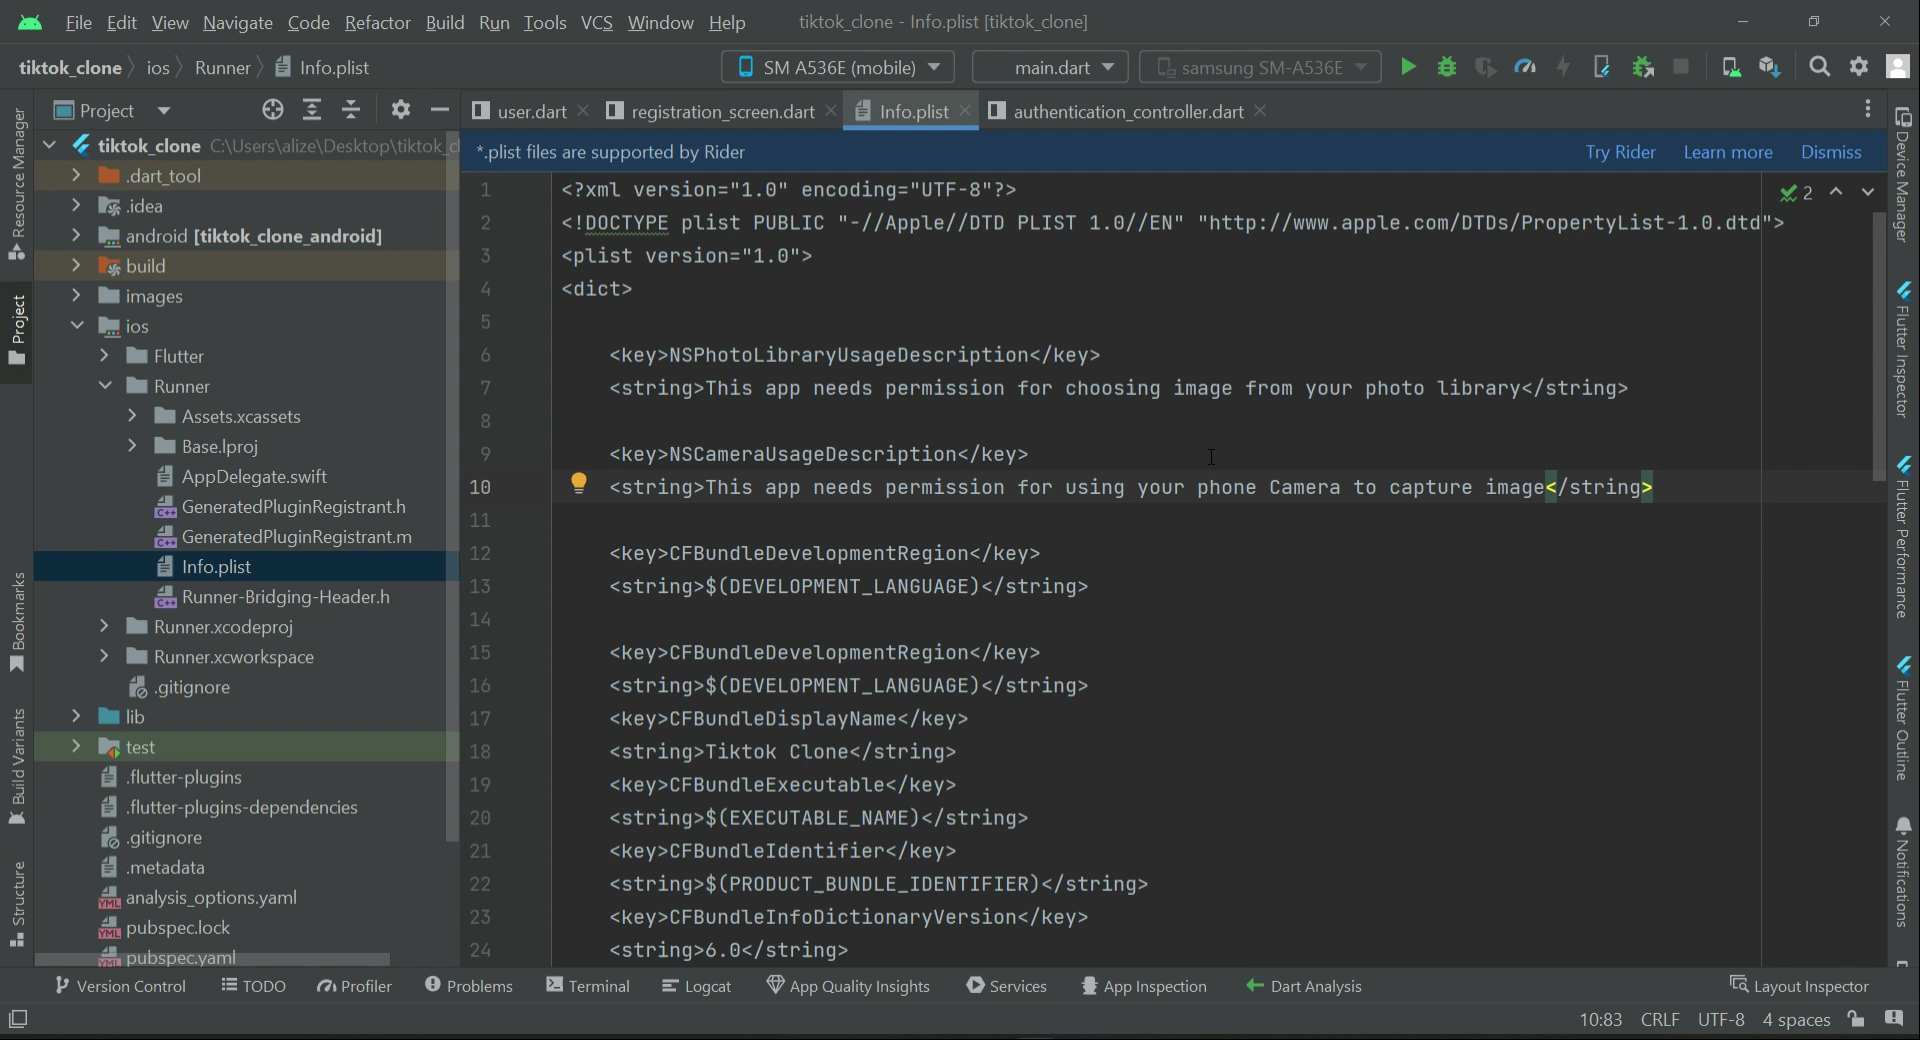 File Edit View Navigate Code Refactor Build Run Tools VCS Window Help tiktok_clone - Info.plist [tiktok_clone]
tiktok_clone ios Runner Info.plist SM A536E (mobile) main.dart samsung SM-A536E
Project user.dart registration_screen.dart Info.plist authentication_controller.dart
*.plist files are supported by Rider Try Rider Learn more Dismiss
Resource Manager
Project
Bookmarks
Build Variants
Structure
tiktok_clone C:\Users\alize\Desktop\tiktok_c
.dart_tool
.idea
android [tiktok_clone_android]
build
images
ios
Flutter
Runner
Assets.xcassets
Base.lproj
AppDelegate.swift
GeneratedPluginRegistrant.h
GeneratedPluginRegistrant.m
Info.plist
Runner-Bridging-Header.h
Runner.xcodeproj
Runner.xcworkspace
.gitignore
lib
test
.flutter-plugins
.flutter-plugins-dependencies
.gitignore
.metadata
analysis_options.yaml
pubspec.lock
pubspec.yaml
1 <?xml version="1.0" encoding="UTF-8"?> 2
2 <!DOCTYPE plist PUBLIC "-//Apple//DTD PLIST 1.0//EN" "http://www.apple.com/DTDs/PropertyList-1.0.dtd">
3 <plist version="1.0">
4 <dict>
5
6 <key>NSPhotoLibraryUsageDescription</key>
7 <string>This app needs permission for choosing image from your photo library</string>
8
9 <key>NSCameraUsageDescription</key>
10 <string>This app needs permission for using your phone Camera to capture image</string>
11
12 <key>CFBundleDevelopmentRegion</key>
13 <string>$(DEVELOPMENT_LANGUAGE)</string>
14
15 <key>CFBundleDevelopmentRegion</key>
16 <string>$(DEVELOPMENT_LANGUAGE)</string>
17 <key>CFBundleDisplayName</key>
18 <string>Tiktok Clone</string>
19 <key>CFBundleExecutable</key>
20 <string>$(EXECUTABLE_NAME)</string>
21 <key>CFBundleIdentifier</key>
22 <string>$(PRODUCT_BUNDLE_IDENTIFIER)</string>
23 <key>CFBundleInfoDictionaryVersion</key>
24 <string>6.0</string>
Device Manager
Flutter Inspector
Flutter Performance
Flutter Outline
Notifications
Version Control TODO Profiler Problems Terminal Logcat App Quality Insights Services App Inspection Dart Analysis Layout Inspector
10:83 CRLF UTF-8 4 spaces